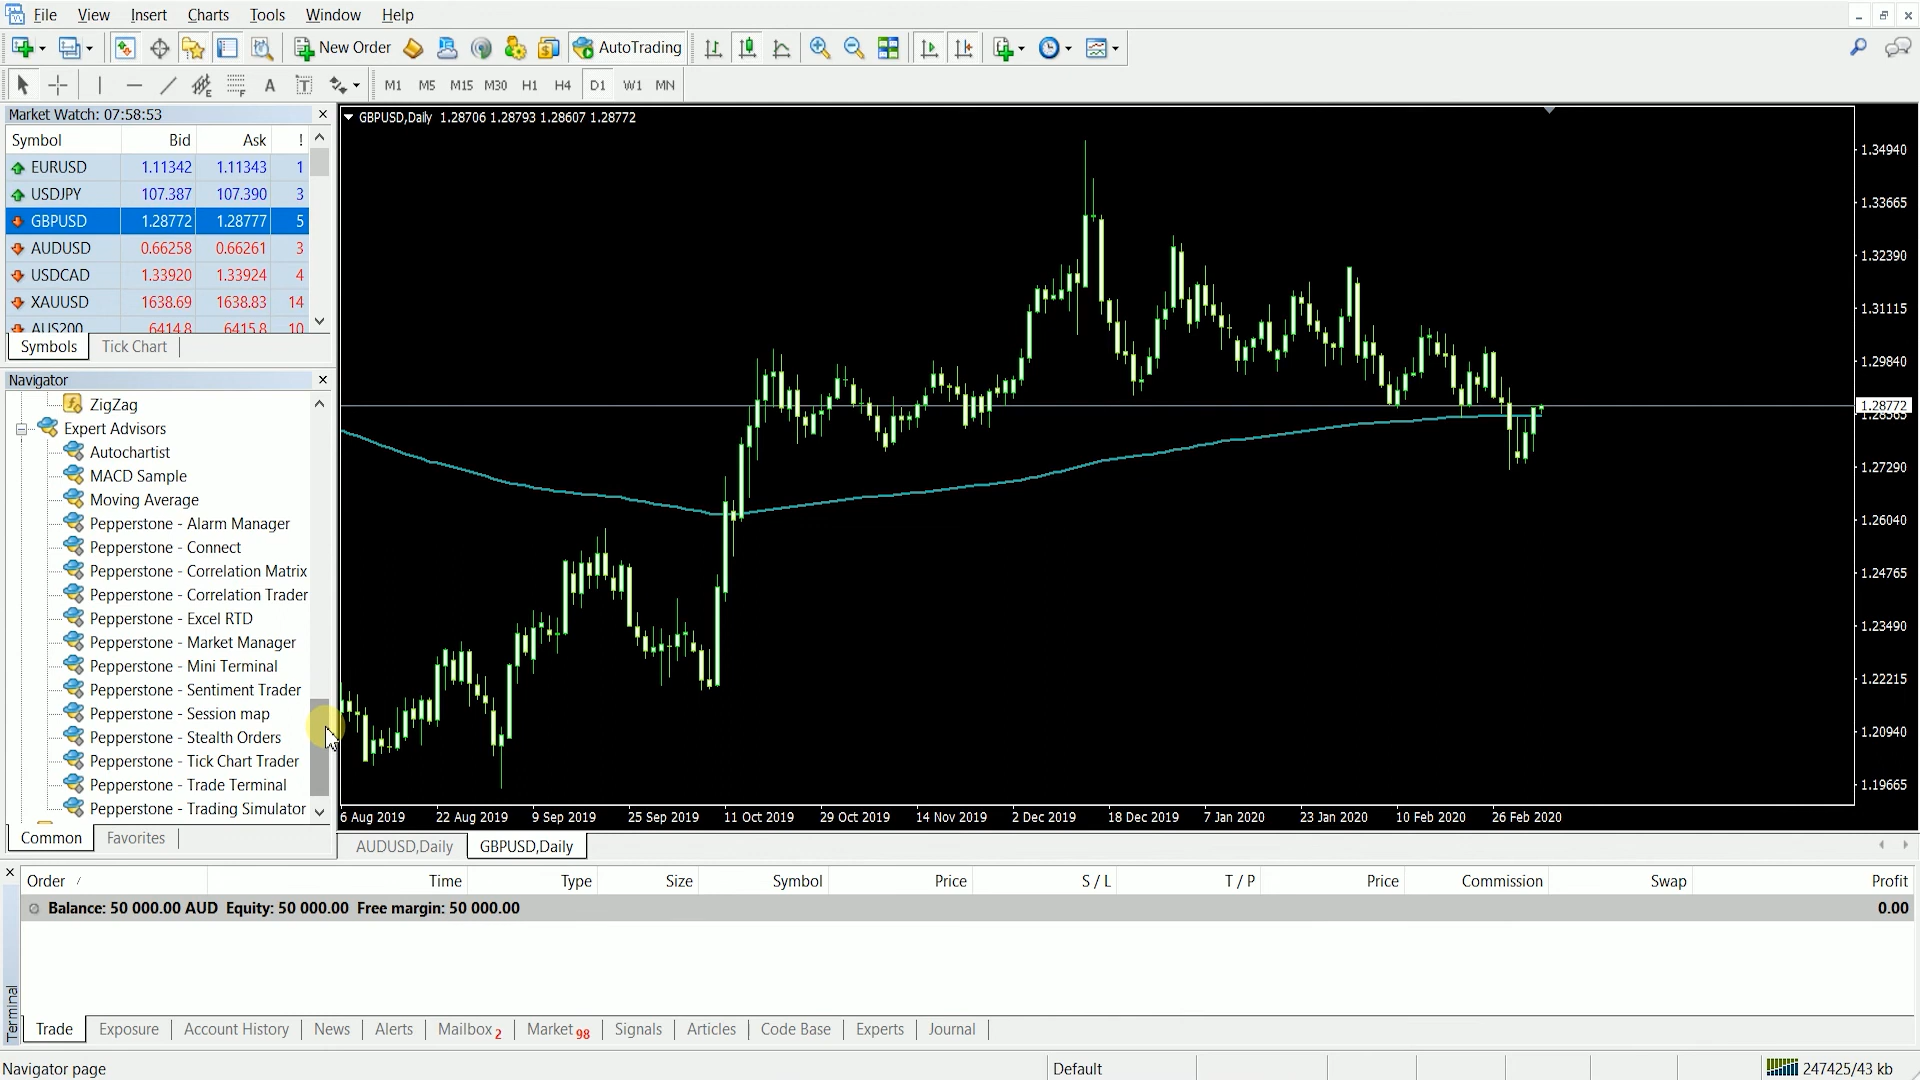 File View Insert Charts Tools Window Help
New Order AutoTrading
A T M1 M5 M15 M30 H1 H4 D1 W1 MN
Market Watch: 07:58:53
Symbol Bid Ask !
EURUSD 1.11342 1.11343 1
USDJPY 107.387 107.390 3
GBPUSD 1.28772 1.28777 5
AUDUSD 0.66258 0.66261 3
USDCAD 1.33920 1.33924 4
XAUUSD 1638.69 1638.83 14
AUS200 6414.8 6415.8 10
Symbols Tick Chart
Navigator
ZigZag
Expert Advisors
Autochartist
MACD Sample
Moving Average
Pepperstone - Alarm Manager
Pepperstone - Connect
Pepperstone - Correlation Matrix
Pepperstone - Correlation Trader
Pepperstone - Excel RTD
Pepperstone - Market Manager
Pepperstone - Mini Terminal
Pepperstone - Sentiment Trader
Pepperstone - Session map
Pepperstone - Stealth Orders
Pepperstone - Tick Chart Trader
Pepperstone - Trade Terminal
Pepperstone - Trading Simulator
Common Favorites
GBPUSD,Daily 1.28706 1.28793 1.28607 1.28772
1.34940
1.33665
1.32390
1.31115
1.29840
1.28772
1.27290
1.26040
1.24765
1.23490
1.22215
1.20940
1.19665
6 Aug 2019 22 Aug 2019 9 Sep 2019 25 Sep 2019 11 Oct 2019 29 Oct 2019 14 Nov 2019 2 Dec 2019 18 Dec 2019 7 Jan 2020 23 Jan 2020 10 Feb 2020 26 Feb 2020
AUDUSD,Daily GBPUSD,Daily
Order / Time Type Size Symbol Price S / L T / P Price Commission Swap Profit
Balance: 50 000.00 AUD Equity: 50 000.00 Free margin: 50 000.00 0.00
Terminal
Trade Exposure Account History News Alerts Mailbox 2 Market 98 Signals Articles Code Base Experts Journal
Navigator page Default 247425/43 kb